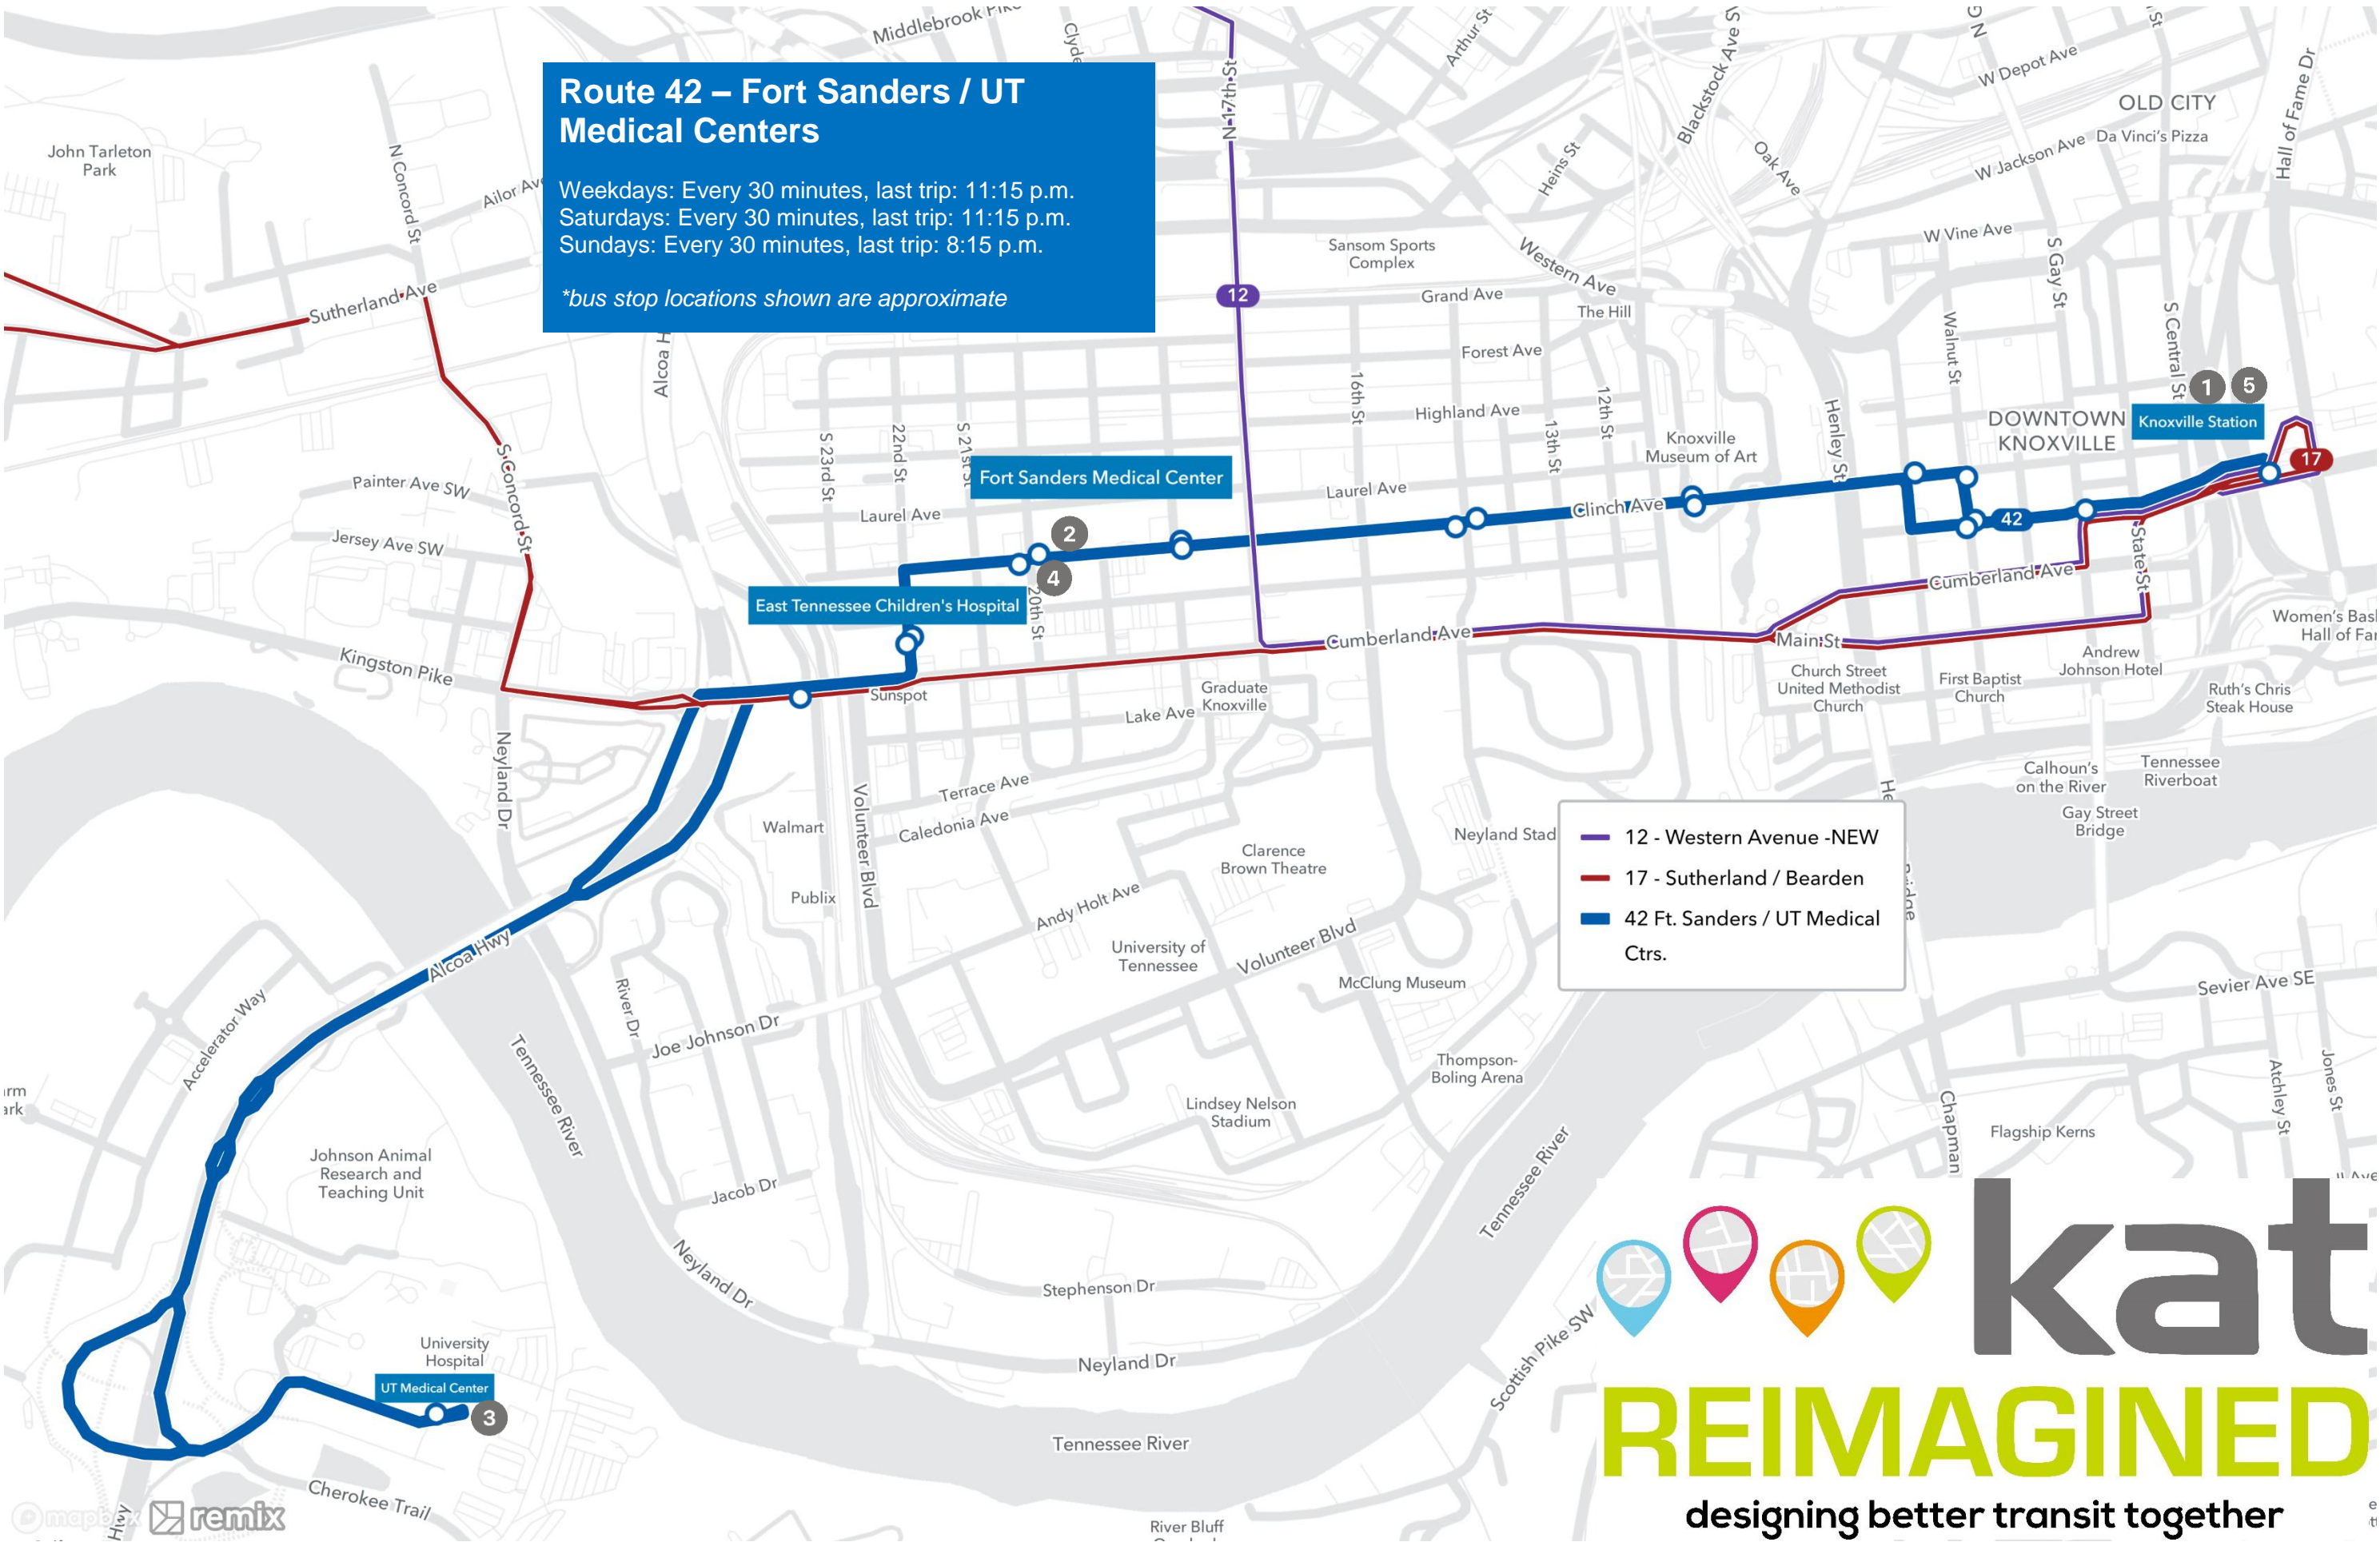 Route 42 – Fort Sanders / UT
Medical Centers
Weekdays: Every 30 minutes, last trip: 11:15 p.m.
Saturdays: Every 30 minutes, last trip: 11:15 p.m.
Sundays: Every 30 minutes, last trip: 8:15 p.m.
*bus stop locations shown are approximate
Middlebrook
Clyde
N 17th St
Arthur St
Blackstock Ave
W Depot Ave
OLD CITY
Da Vinci's Pizza
Hall of Fame Dr
W Jackson Ave
Oak Ave
Heins St
John Tarleton
Park
N Concord St
Ailor Ave
W Vine Ave
S Gay St
Sansom Sports
Complex
Western Ave
Sutherland Ave
12
Grand Ave
The Hill
Walnut St
S Central St
Alcoa H
Forest Ave
16th St
12th St
Highland Ave
Henley St
1
5
DOWNTOWN
KNOXVILLE
Knoxville Station
17
S Concord St
S 23rd St
22nd St
S 21st St
13th St
Knoxville
Museum of Art
Fort Sanders Medical Center
Painter Ave SW
Laurel Ave
Laurel Ave
Clinch Ave
42
Jersey Ave SW
2
4
State St
Cumberland Ave
East Tennessee Children's Hospital
20th St
Women's Bas
Hall of Fa
Cumberland Ave
Main St
Kingston Pike
Church Street
United Methodist
Church
First Baptist
Church
Andrew
Johnson Hotel
Sunspot
Graduate
Knoxville
Lake Ave
Ruth's Chris
Steak House
Neyland Dr
Terrace Ave
Calhoun's
on the River
Tennessee
Riverboat
Gay Street
Bridge
Volunteer Blvd
Walmart
Caledonia Ave
Neyland Stad
He
12 - Western Avenue -NEW
17 - Sutherland / Bearden
42 Ft. Sanders / UT Medical
Ctrs.
Clarence
Brown Theatre
Publix
Andy Holt Ave
Alcoa Hwy
University of
Tennessee
Volunteer Blvd
McClung Museum
Sevier Ave SE
Accelerator Way
River Dr
Joe Johnson Dr
Tennessee River
Thompson-
Boling Arena
Atchley St
Jones St
Lindsey Nelson
Stadium
Chapman
Flagship Kerns
Johnson Animal
Research and
Teaching Unit
Jacob Dr
Tennessee River
Neyland Dr
Stephenson Dr
Scottish Pike SW
University
Hospital
UT Medical Center
3
Neyland Dr
Tennessee River
Cherokee Trail
Hwy
mapbox
remix
River Bluff
kat
REIMAGINED
designing better transit together